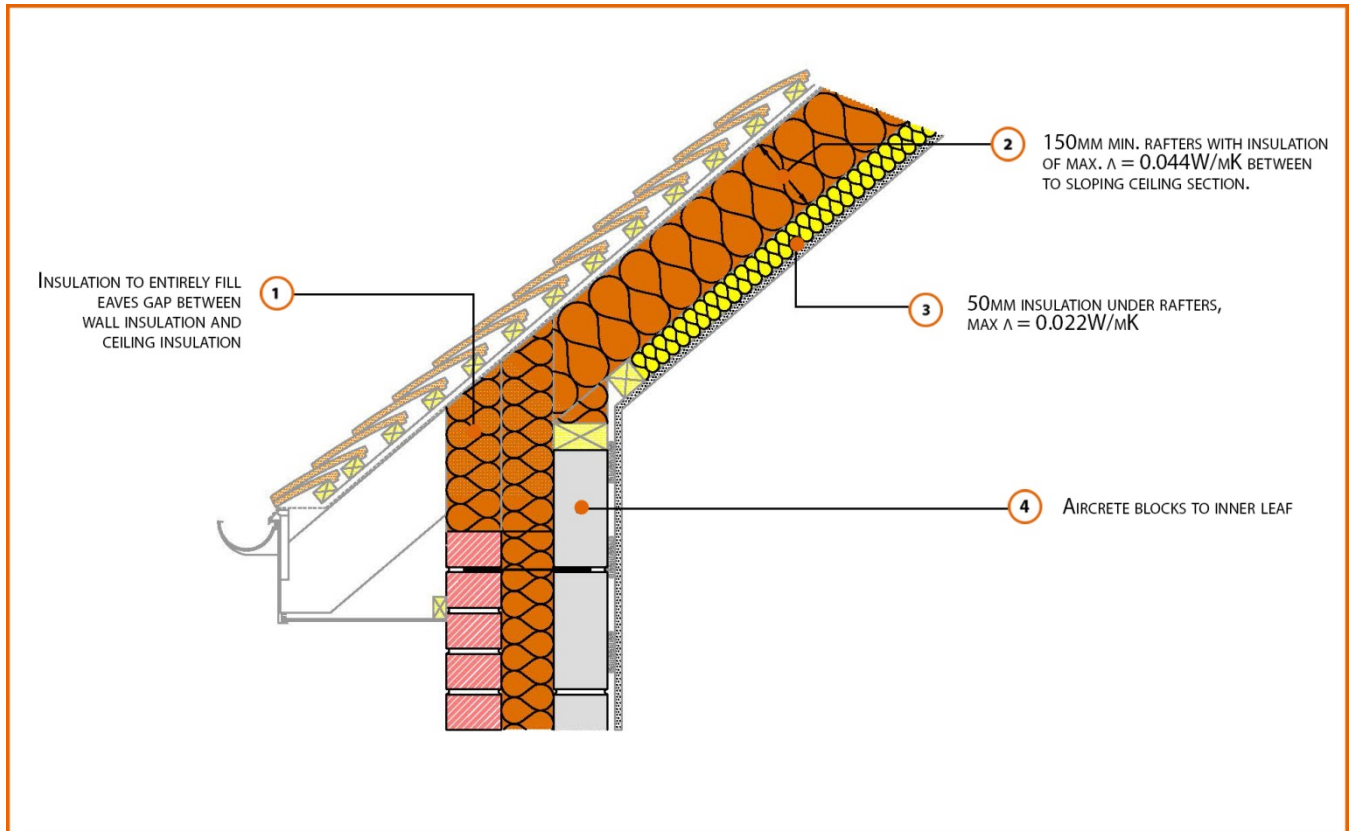 INSULATION TO ENTIRELY FILL
EAVES GAP BETWEEN
WALL INSULATION AND
CEILING INSULATION
1
2
150MM MIN. RAFTERS WITH INSULATION
OF MAX. Λ = 0.044W/MK BETWEEN
TO SLOPING CEILING SECTION.
3
50MM INSULATION UNDER RAFTERS,
MAX Λ = 0.022W/MK
4
AIRCRETE BLOCKS TO INNER LEAF